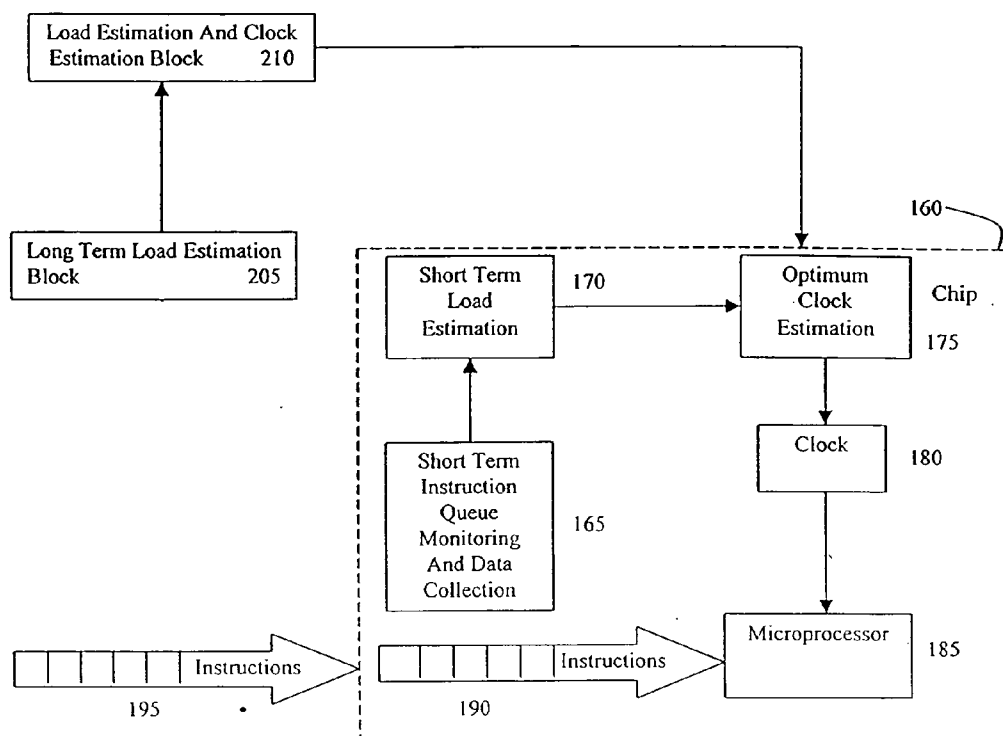 Load Estimation And Clock
Estimation Block 210
160
Long Term Load Estimation
Block 205
Short Term
Load
Estimation
170
Optimum
Clock
Estimation
Chip
175
Short Term
Instruction
Queue
Monitoring
And Data
Collection
165
Clock
180
Microprocessor
185
Instructions
195
Instructions
190